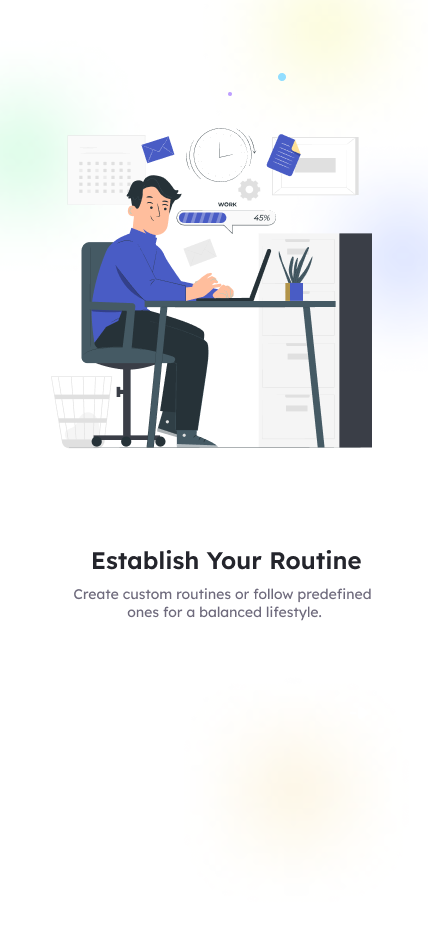 WORK
45%
Establish Your Routine
Create custom routines or follow predefined
ones for a balanced lifestyle.